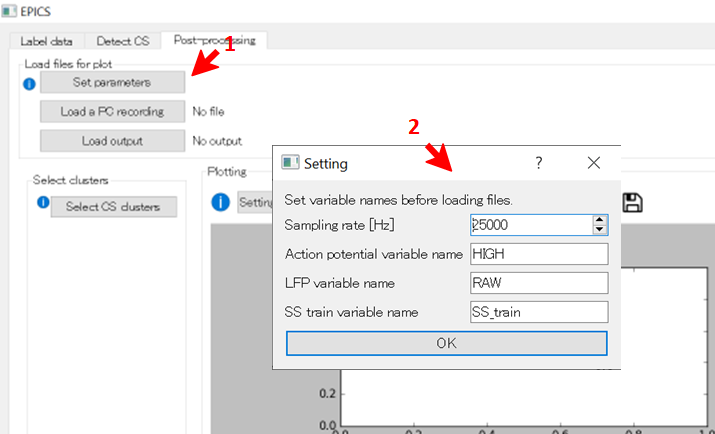 EPICS
Label data
Detect CS
Post-processing
1
Load files for plot
Set parameters
Load a PC recording
No file
Load output
No output
2
Setting
?
Select clusters
Select CS clusters
Plotting
Setting
Set variable names before loading files.
Sampling rate [Hz]
25000
Action potential variable name
HIGH
LFP variable name
RAW
SS train variable name
SS_train
OK
0.2
0.0
0.0
0.2
0.4
0.6
0.8
1.0